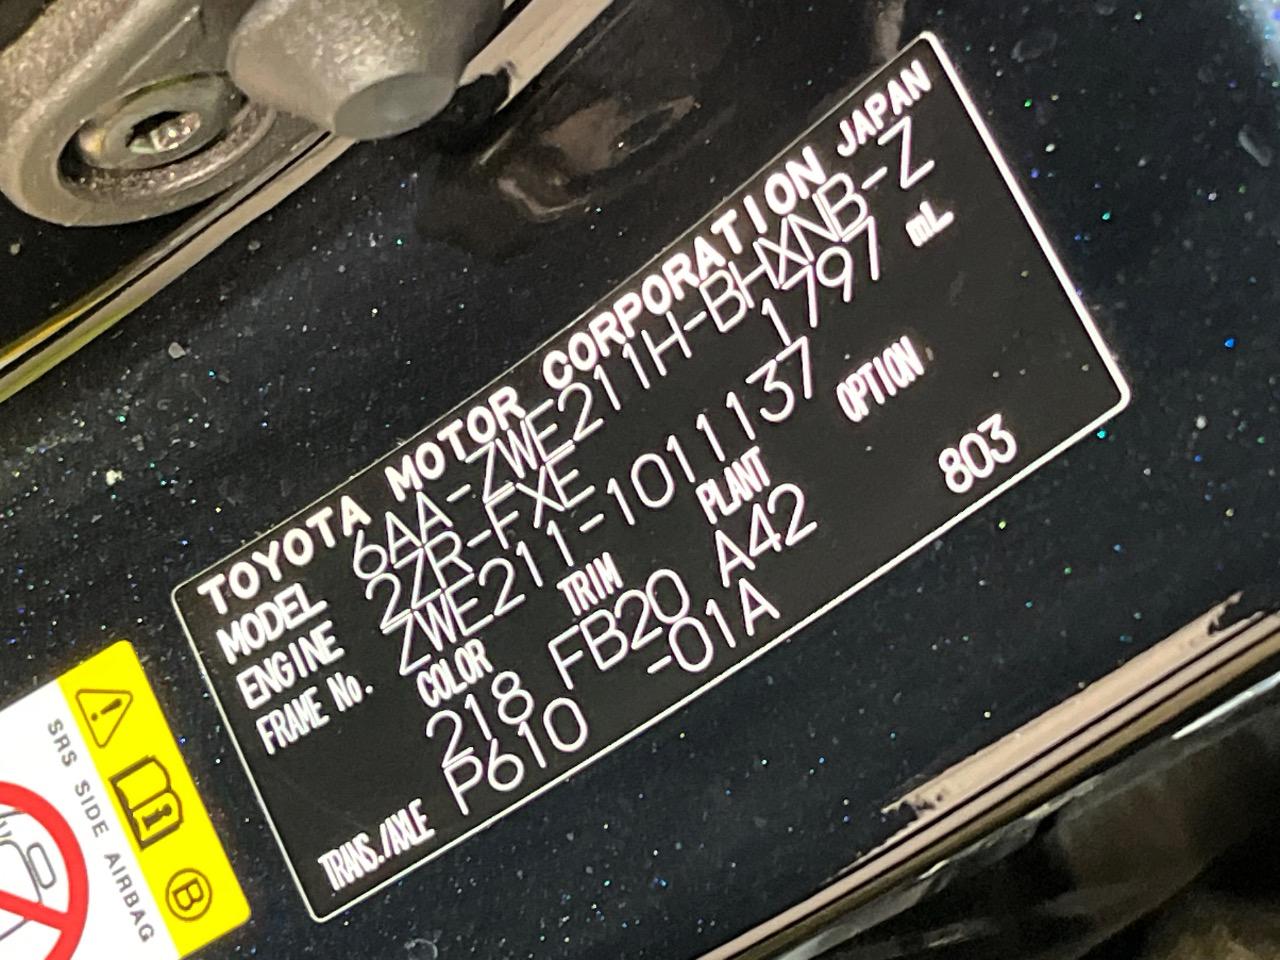 TOYOTA MOTOR CORPORATION JAPAN
MODEL 6AA-ZWE211H-BHXNB-Z
ENGINE 2ZR-FXE 1797 mL
FRAME No. ZWE211-1011137
COLOR TRIM PLANT OPTION
218 FB20 A42 803
TRANS./AXLE P610 -01A
SRS SIDE AIRBAG
B